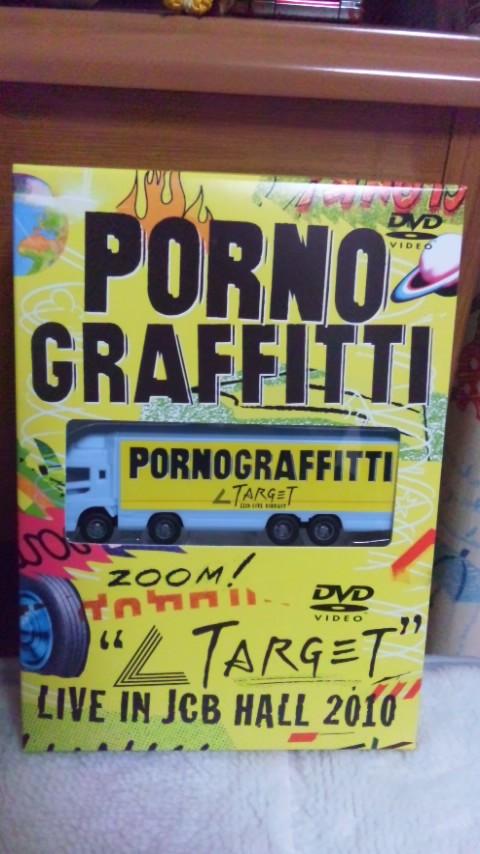 DVD
VIDEO
PORNO
GRAFFITTI
PORNOGRAFFITTI
∠TARGET
ZOOM!
DVD
VIDEO
“∠TARGET”
LIVE IN JCB HALL 2010